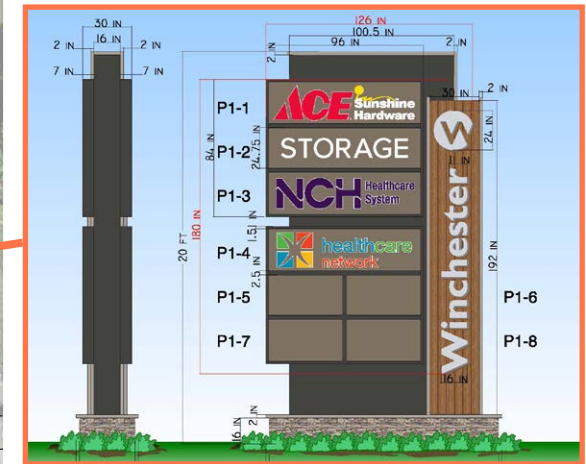 30 IN
16 IN
2 IN
2 IN
7 IN
7 IN
126 IN
100.5 IN
96 IN
2 IN
2 IN
30 IN
2 IN
P1-1
ACE Sunshine Hardware
84 IN
24 IN
P1-2
STORAGE
24.75 IN
11 IN
P1-3
NCH Healthcare System
20 FT
180 IN
1.5 IN
P1-4
healthcare network
2.5 IN
192 IN
Winchester
P1-5
P1-6
P1-7
P1-8
16 IN
16 IN
2 IN